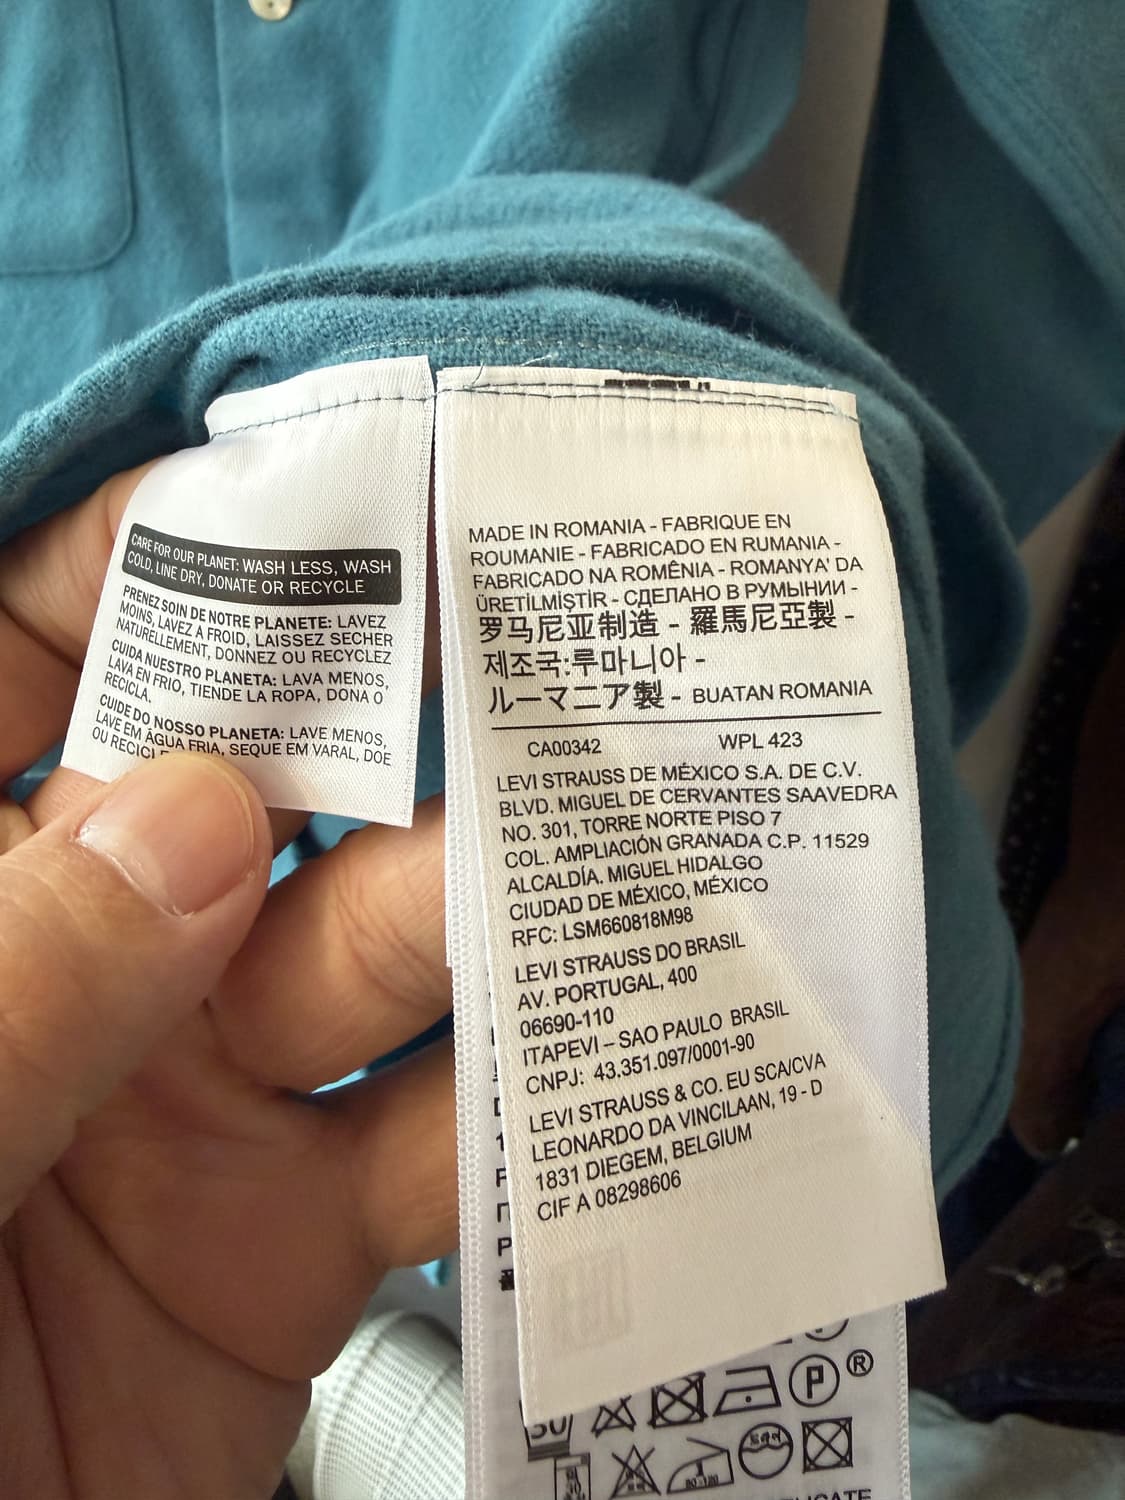 CARE FOR OUR PLANET: WASH LESS, WASH
COLD, LINE DRY, DONATE OR RECYCLE
PRENEZ SOIN DE NOTRE PLANETE: LAVEZ
MOINS, LAVEZ A FROID, LAISSEZ SECHER
NATURELLEMENT, DONNEZ OU RECYCLEZ
CUIDA NUESTRO PLANETA: LAVA MENOS,
LAVA EN FRIO, TIENDE LA ROPA, DONA O
RECICLA.
CUIDE DO NOSSO PLANETA: LAVE MENOS,
LAVE EM ÁGUA FRIA, SEQUE EM VARAL, DOE
OU
MADE IN ROMANIA - FABRIQUE EN
ROUMANIE - FABRICADO EN RUMANIA -
FABRICADO NA ROMÊNIA - ROMANYA' DA
ÜRETİLMİŞTİR - СДЕЛАНО В РУМЫНИИ -
罗马尼亚制造 - 羅馬尼亞製 -
제조국:루마니아 -
ルーマニア製 - BUATAN ROMANIA
CA00342 WPL 423
LEVI STRAUSS DE MÉXICO S.A. DE C.V.
BLVD. MIGUEL DE CERVANTES SAAVEDRA
NO. 301, TORRE NORTE PISO 7
COL. AMPLIACIÓN GRANADA C.P. 11529
ALCALDÍA. MIGUEL HIDALGO
CIUDAD DE MÉXICO, MÉXICO
RFC: LSM660818M98
LEVI STRAUSS DO BRASIL
AV. PORTUGAL, 400
06690-110
ITAPEVI – SAO PAULO BRASIL
CNPJ: 43.351.097/0001-90
LEVI STRAUSS & CO. EU SCA/CVA
LEONARDO DA VINCILAAN, 19 - D
1831 DIEGEM, BELGIUM
CIF A 08298606
P ®